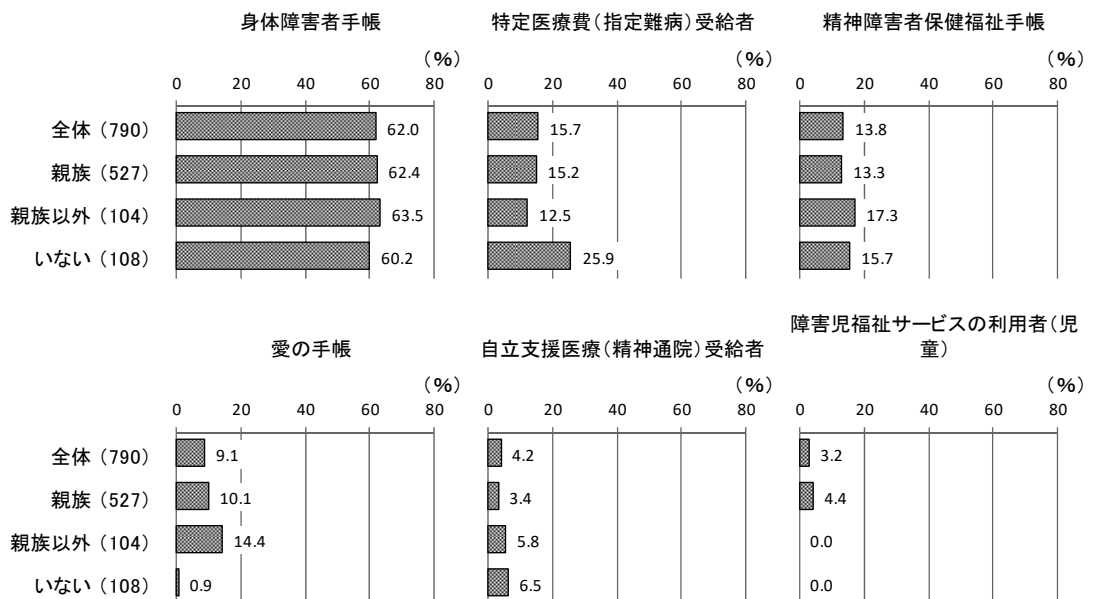 身体障害者手帳 特定医療費(指定難病)受給者 精神障害者保健福祉手帳
(%) (%) (%)
0 20 40 60 80 0 20 40 60 80 0 20 40 60 80
全体 (790) 62.0 15.7 13.8
親族 (527) 62.4 15.2 13.3
親族以外 (104) 63.5 12.5 17.3
いない (108) 60.2 25.9 15.7
愛の手帳 自立支援医療(精神通院)受給者 障害児福祉サービスの利用者(児
童)
(%) (%) (%)
0 20 40 60 80 0 20 40 60 80 0 20 40 60 80
全体 (790) 9.1 4.2 3.2
親族 (527) 10.1 3.4 4.4
親族以外 (104) 14.4 5.8 0.0
いない (108) 0.9 6.5 0.0